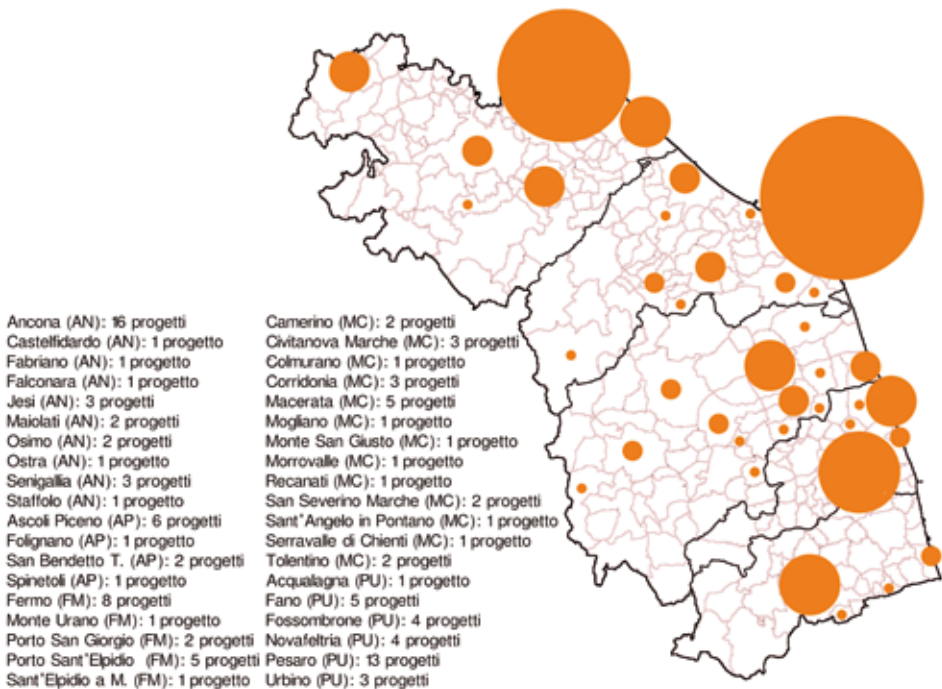 Ancona (AN): 16 progetti
Castelfidardo (AN): 1 progetto
Fabriano (AN): 1 progetto
Falconara (AN): 1 progetto
Jesi (AN): 3 progetti
Maiolati (AN): 2 progetti
Osimo (AN): 2 progetti
Ostra (AN): 1 progetto
Senigallia (AN): 3 progetti
Staffolo (AN): 1 progetto
Ascoli Piceno (AP): 6 progetti
Folignano (AP): 1 progetto
San Bendetto T. (AP): 2 progetti
Spinetoli (AP): 1 progetto
Fermo (FM): 8 progetti
Monte Urano (FM): 1 progetto
Porto San Giorgio (FM): 2 progetti
Porto Sant'Elpidio (FM): 5 progetti
Sant'Elpidio a M. (FM): 1 progetto
Camerino (MC): 2 progetti
Civitanova Marche (MC): 3 progetti
Colmurano (MC): 1 progetto
Corridonia (MC): 3 progetti
Macerata (MC): 5 progetti
Mogliano (MC): 1 progetto
Monte San Giusto (MC): 1 progetto
Morrovalle (MC): 1 progetto
Recanati (MC): 1 progetto
San Severino Marche (MC): 2 progetti
Sant'Angelo in Pontano (MC): 1 progetto
Serravalle di Chienti (MC): 1 progetto
Tolentino (MC): 2 progetti
Acqualagna (PU): 1 progetto
Fano (PU): 5 progetti
Fossombrone (PU): 4 progetti
Novafeltria (PU): 4 progetti
Pesaro (PU): 13 progetti
Urbino (PU): 3 progetti